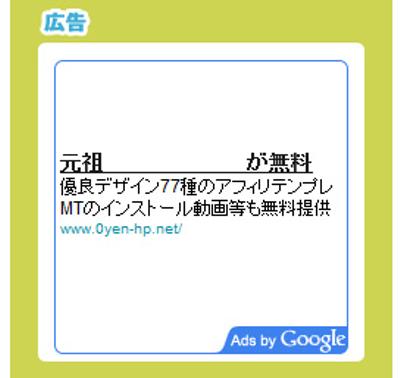 広告
元祖 が無料
優良デザイン77種のアフィリテンプレ
MTのインストール動画等も無料提供
www.0yen-hp.net/
Ads by Google